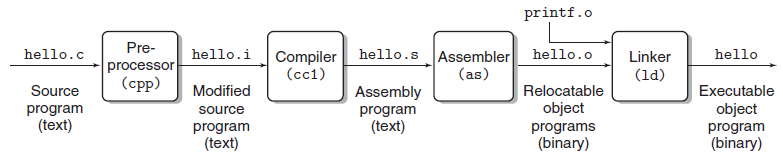 printf.o
hello.c
Pre-
processor
(cpp)
hello.i
Compiler
(cc1)
hello.s
Assembler
(as)
hello.o
Linker
(ld)
hello
Source
program
(text)
Modified
source
program
(text)
Assembly
program
(text)
Relocatable
object
programs
(binary)
Executable
object
program
(binary)